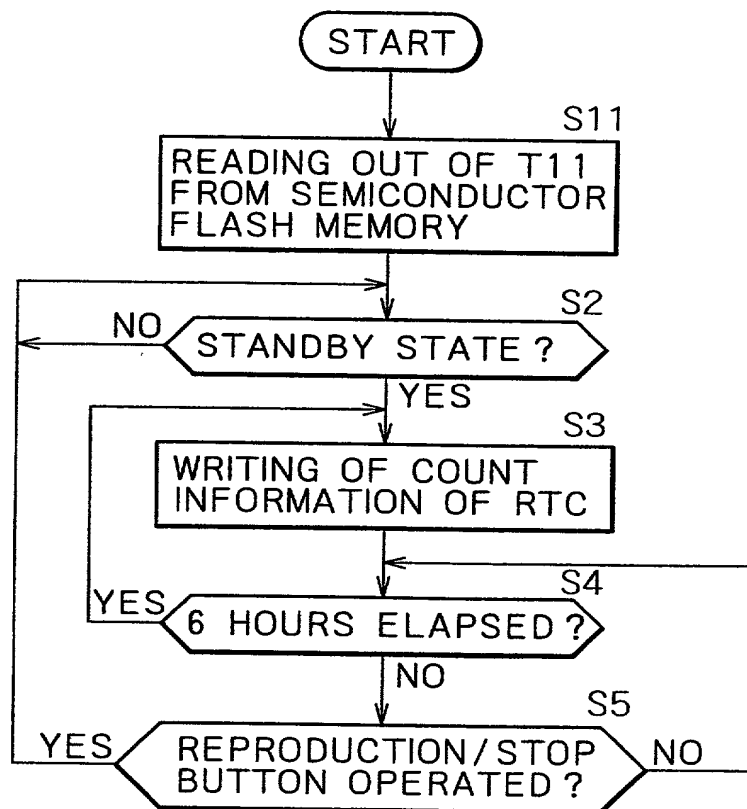 START
S11
READING OUT OF T11
FROM SEMICONDUCTOR
FLASH MEMORY
S2
NO
STANDBY STATE ?
YES
S3
WRITING OF COUNT
INFORMATION OF RTC
S4
YES
6 HOURS ELAPSED ?
NO
S5
YES
REPRODUCTION/STOP
BUTTON OPERATED ?
NO